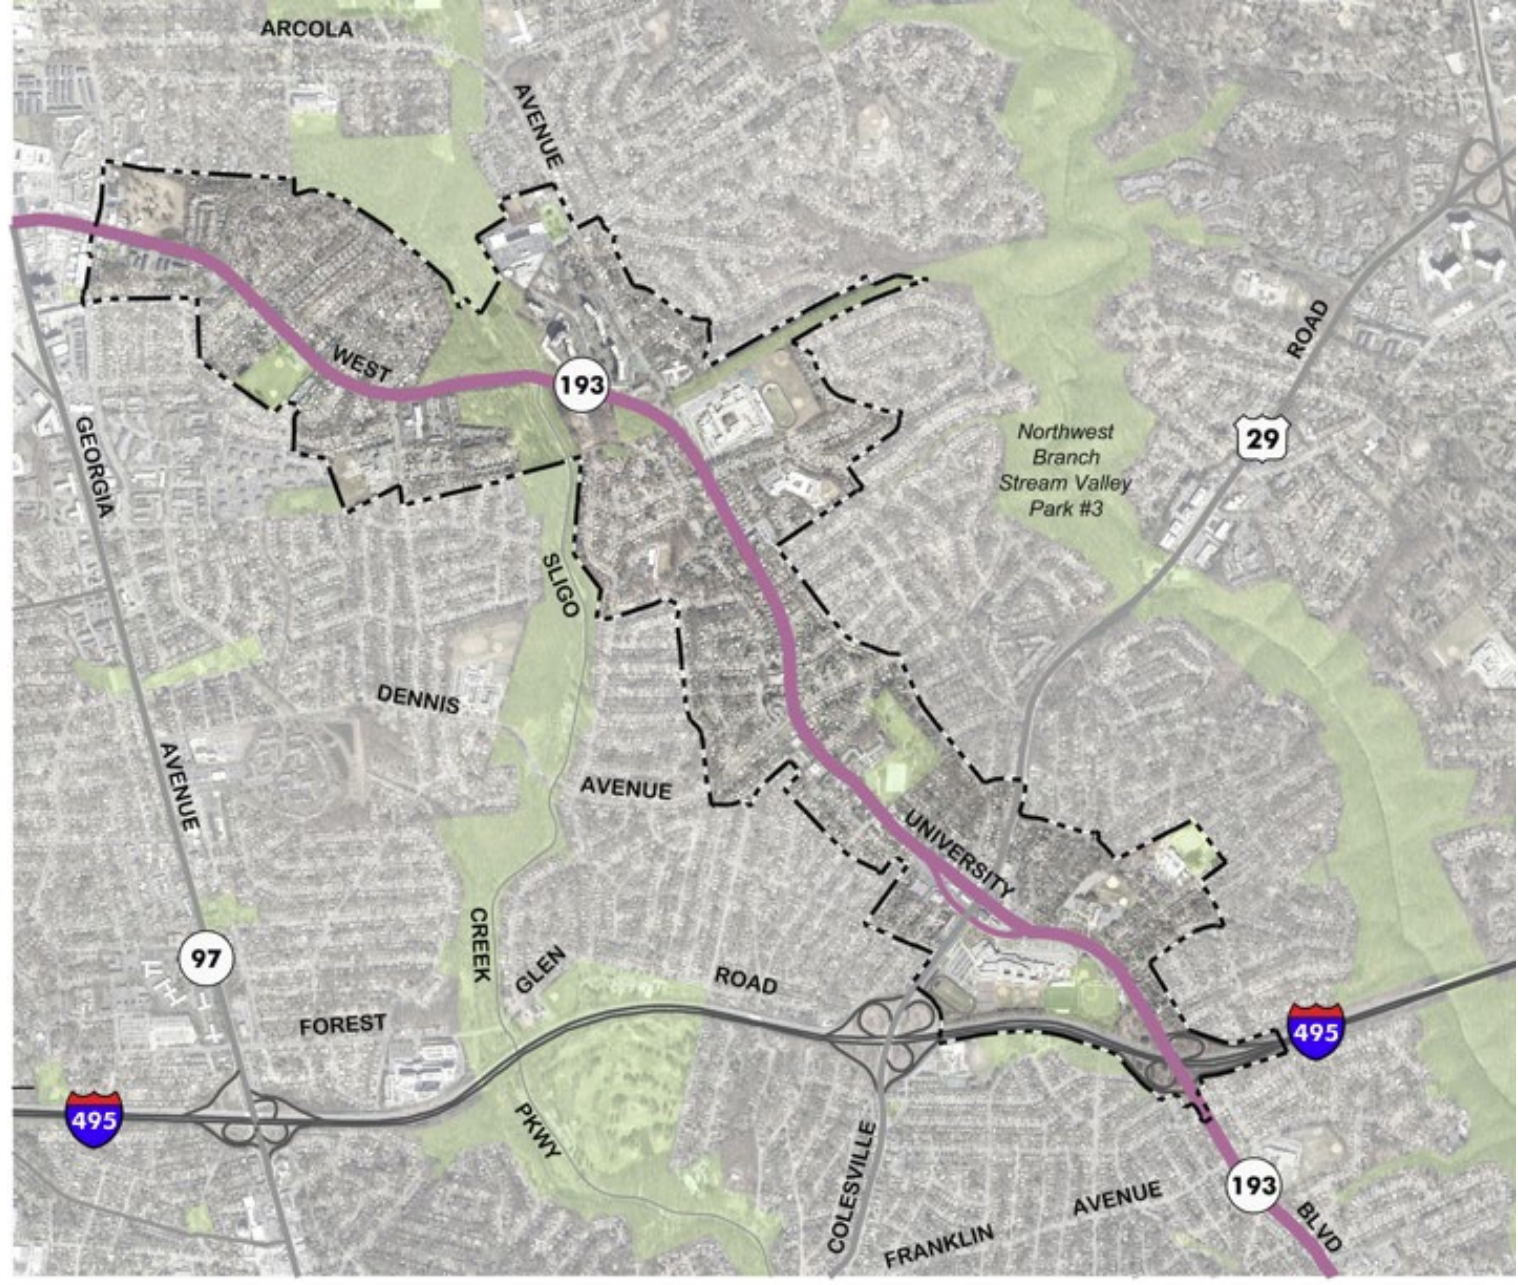 ARCOLA
AVENUE
WEST
193
ROAD
GEORGIA
29
Northwest
Branch
Stream Valley
Park #3
SLIGO
DENNIS
AVENUE
AVENUE
UNIVERSITY
CREEK
97
GLEN
ROAD
FOREST
495
495
PKWY
COLESVILLE
193
AVENUE
FRANKLIN
BLVD